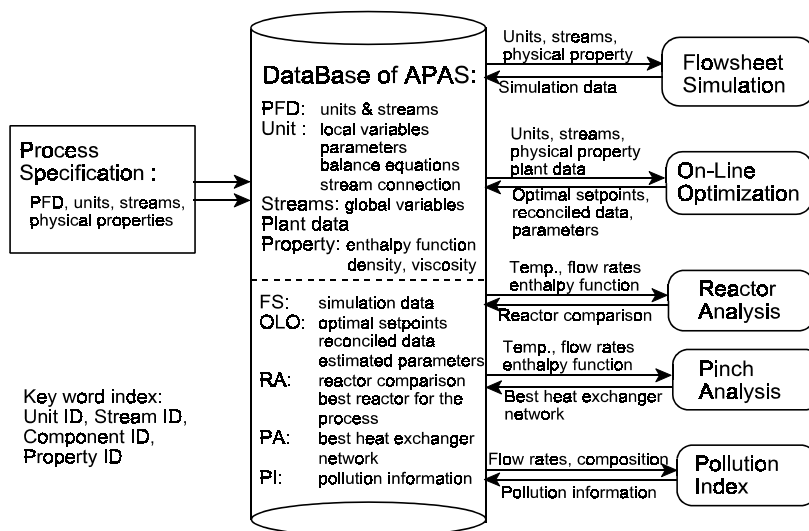 Process
Specification :
PFD, units, streams,
physical properties
Key word index:
Unit ID, Stream ID,
Component ID,
Property ID
DataBase of APAS:
PFD: units & streams
Unit : local variables
parameters
balance equations
stream connection
Streams: global variables
Plant data
Property: enthalpy function
density, viscosity
FS: simulation data
OLO: optimal setpoints
reconciled data
estimated parameters
RA: reactor comparison
best reactor for the
process
PA: best heat exchanger
network
PI: pollution information
Units, streams,
physical property
Simulation data
Flowsheet
Simulation
Units, streams,
physical property
plant data
Optimal setpoints,
reconciled data,
parameters
On-Line
Optimization
Temp., flow rates
enthalpy function
Reactor comparison
Reactor
Analysis
Temp., flow rates
enthalpy function
Best heat exchanger
network
Pinch
Analysis
Flow rates, composition
Pollution information
Pollution
Index